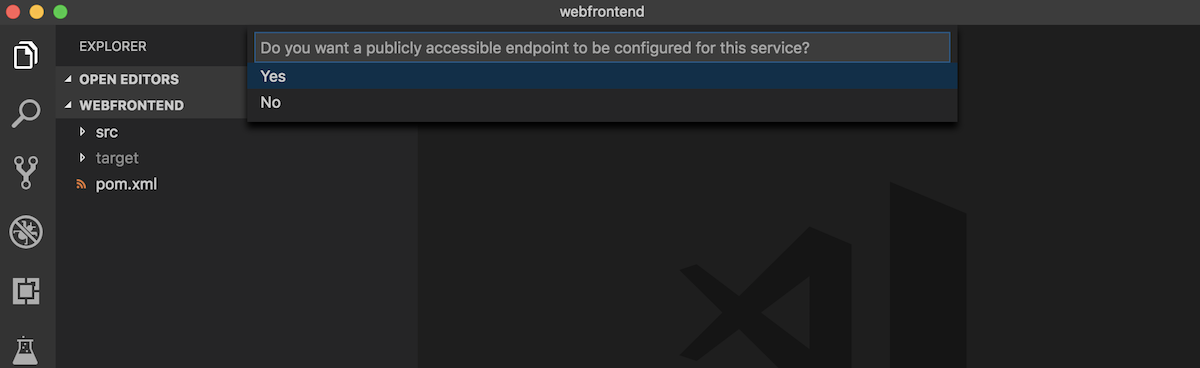 webfrontend
EXPLORER
Do you want a publicly accessible endpoint to be configured for this service?
Yes
No
OPEN EDITORS
WEBFRONTEND
src
target
pom.xml